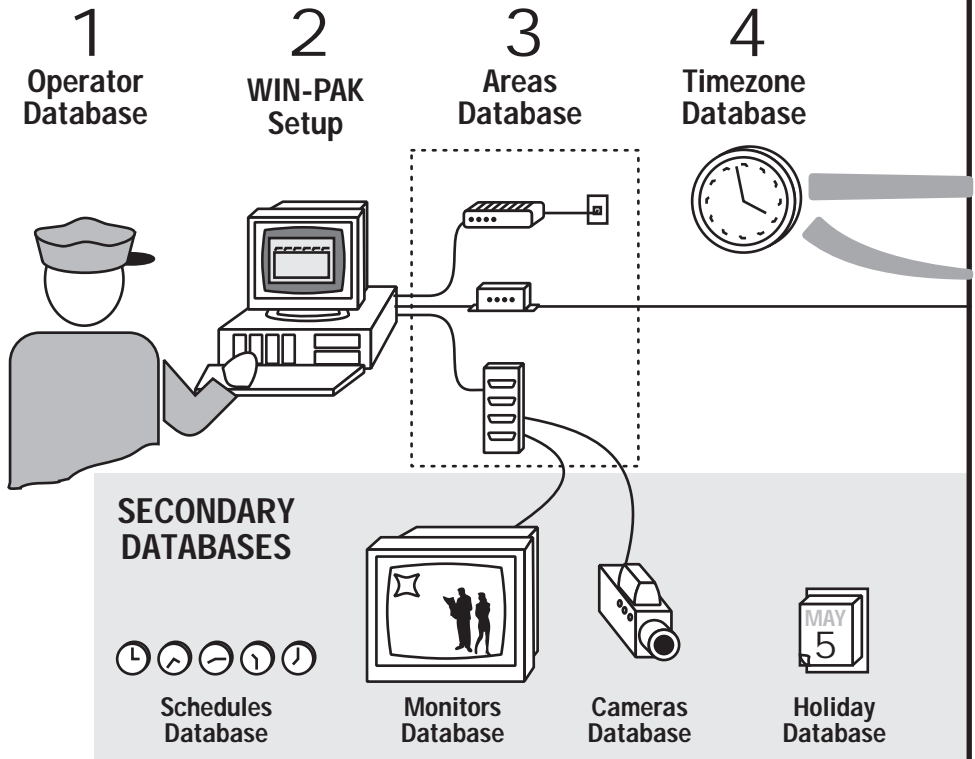 1
Operator
Database
2
WIN-PAK
Setup
3
Areas
Database
4
Timezone
Database
SECONDARY
DATABASES
Schedules
Database
Monitors
Database
Cameras
Database
MAY
5
Holiday
Database